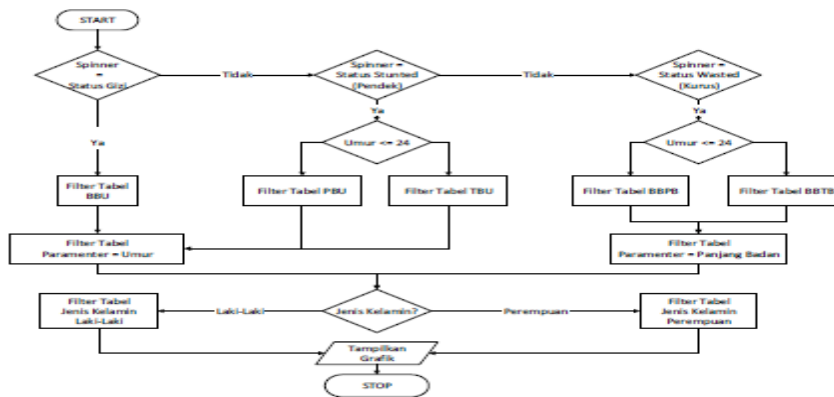 START
Spinner
=
Status Gizi
Tidak
Spinner =
Status Stunted
(Pendek)
Tidak
Spinner =
Status Wasted
(Kurus)
Ya
Ya
Ya
Umur <= 24
Umur <= 24
Filter Tabel
BBU
Filter Tabel PBU
Filter Tabel TBU
Filter Tabel BBPB
Filter Tabel BBTB
Filter Tabel
Paramenter = Umur
Filter Tabel
Paramenter = Panjang Badan
Filter Tabel
Jenis Kelamin
Laki-Laki
Laki-Laki
Jenis Kelamin?
Perempuan
Filter Tabel
Jenis Kelamin
Perempuan
Tampilkan
Grafik
STOP